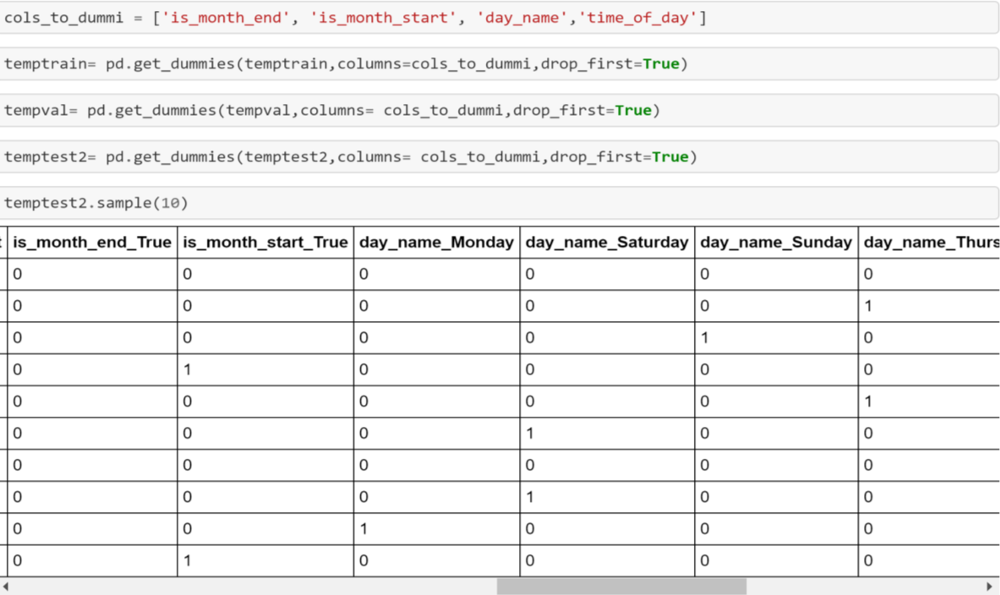 cols_to_dummi = ['is_month_end', 'is_month_start', 'day_name','time_of_day']
temptrain= pd.get_dummies(temptrain,columns=cols_to_dummi,drop_first=True)
tempval= pd.get_dummies(tempval,columns= cols_to_dummi,drop_first=True)
temptest2= pd.get_dummies(temptest2,columns= cols_to_dummi,drop_first=True)
temptest2.sample(10)
is_month_end_True is_month_start_True day_name_Monday day_name_Saturday day_name_Sunday day_name_Thurs
0 0 0 0 0 0
0 0 0 0 0 1
0 0 0 0 1 0
0 1 0 0 0 0
0 0 0 0 0 1
0 0 0 1 0 0
0 0 0 0 0 0
0 0 0 1 0 0
0 0 1 0 0 0
0 1 0 0 0 0